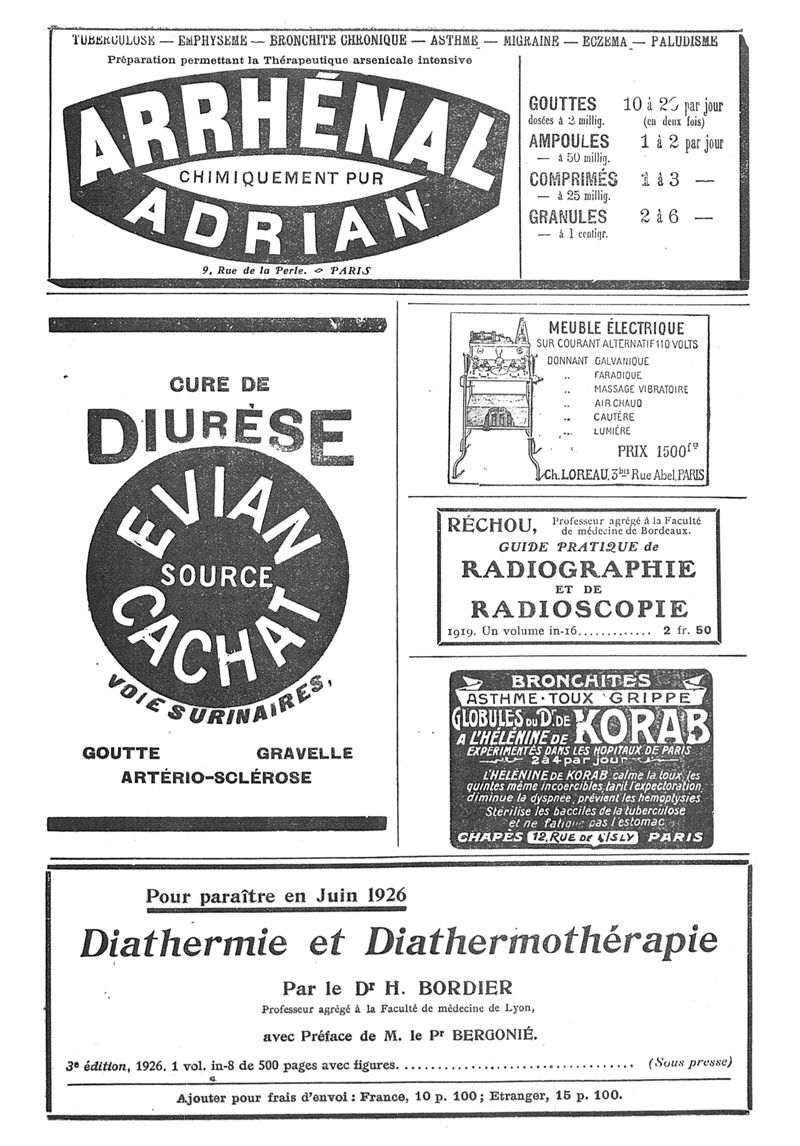 TUBERCULOSE — EMPHYSÈME — BRONCHITE CHRONIQUE — ASTHME — MIGRAINE — ECZEMA — PALUDISME
Préparation permettant la Thérapeutique arsenicale intensive
ARRHÉNAL
CHIMIQUEMENT PUR
ADRIAN
9, Rue de la Perle. PARIS
GOUTTES 10 à 20 par jour
dosées à 2 millig. (en deux fois)
AMPOULES 1 à 2 par jour
— à 50 millig.
COMPRIMÉS 1 à 3 —
— à 25 millig.
GRANULES 2 à 6 —
— à 1 centigr.
CURE DE
DIURÈSE
EVIAN
SOURCE
CACHAT
VOIES URINAIRES,
GOUTTE GRAVELLE
ARTÉRIO-SCLÉROSE
MEUBLE ÉLECTRIQUE
SUR COURANT ALTERNATIF 110 VOLTS
DONNANT GALVANIQUE
„ FARADIQUE
„ MASSAGE VIBRATOIRE
„ AIR CHAUD
„ CAUTÈRE
„ LUMIÈRE
PRIX 1500 fcs
Ch. LOREAU, 3bis Rue Abel, PARIS
RÉCHOU, Professeur agrégé à la Faculté
de médecine de Bordeaux.
GUIDE PRATIQUE de
RADIOGRAPHIE
ET DE
RADIOSCOPIE
1919. Un volume in-16............. 2 fr. 50
BRONCHITES
ASTHME · TOUX · GRIPPE
GLOBULES DU Dr DE KORAB
A L'HÉLÉNINE DE
EXPÉRIMENTÉS DANS LES HOPITAUX DE PARIS
2 à 4 par jour
L'HÉLÉNINE DE KORAB calme la toux, les
quintes même incoercibles, tarit l'expectoration,
diminue la dyspnée, prévient les hémoptysies
Stérilise les bacilles de la tuberculose
et ne fatigue pas l'estomac
CHAPÈS 12, RUE DE L'ISLY PARIS
Pour paraître en Juin 1926
Diathermie et Diathermothérapie
Par le Dr H. BORDIER
Professeur agrégé à la Faculté de médecine de Lyon,
avec Préface de M. le Pr BERGONIÉ.
3e édition, 1926. 1 vol. in-8 de 500 pages avec figures................................... (Sous presse)
Ajouter pour frais d'envoi : France, 10 p. 100 ; Etranger, 15 p. 100.